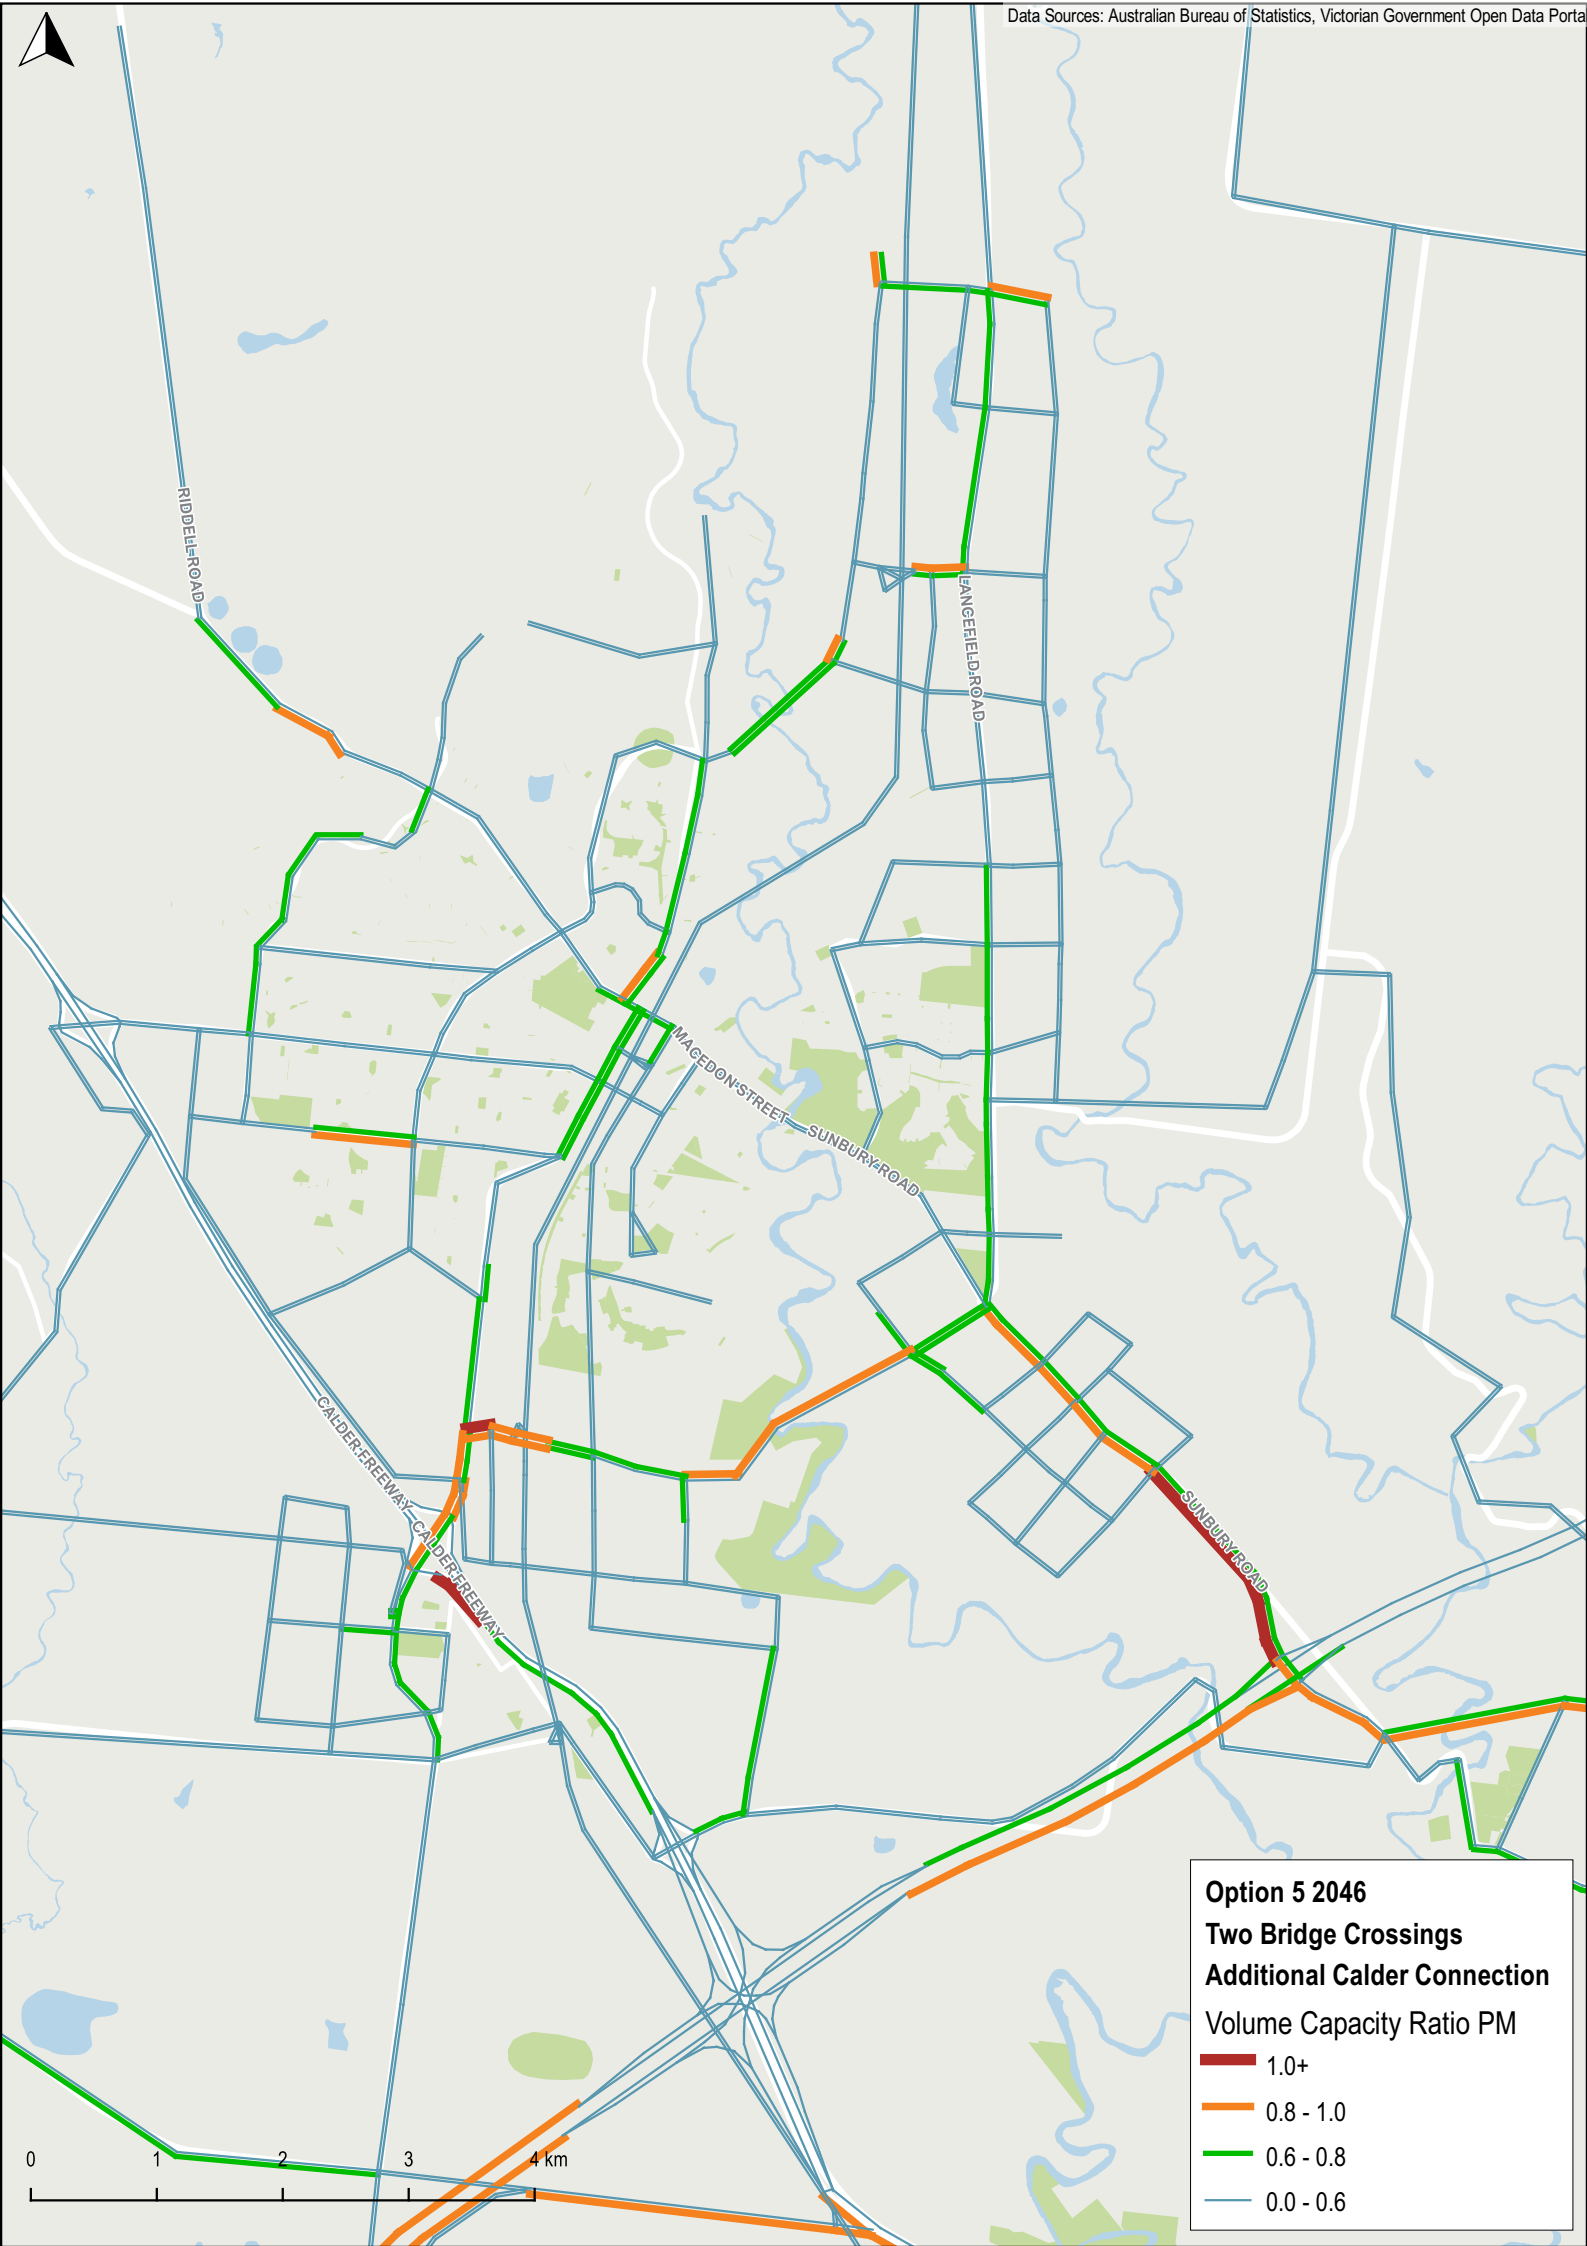 Data Sources: Australian Bureau of Statistics, Victorian Government Open Data Porta
RIDDELL ROAD
LANCEFIELD ROAD
MACEDON STREET
SUNBURY ROAD
CALDER FREEWAY
CALDER FREEWAY
SUNBURY ROAD
Option 5 2046
Two Bridge Crossings
Additional Calder Connection
Volume Capacity Ratio PM
1.0+
0.8 - 1.0
0.6 - 0.8
0.0 - 0.6
0 1 2 3 4 km